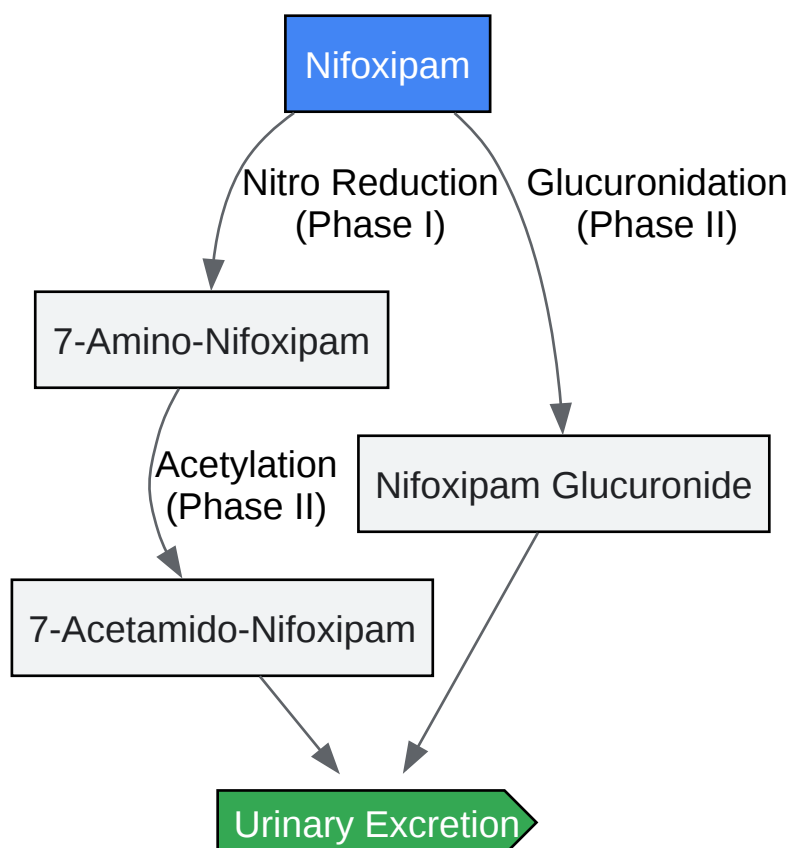 Nifoxipam
Nitro Reduction
(Phase I)
Glucuronidation
(Phase II)
7-Amino-Nifoxipam
Acetylation
(Phase II)
Nifoxipam Glucuronide
7-Acetamido-Nifoxipam
Urinary Excretion